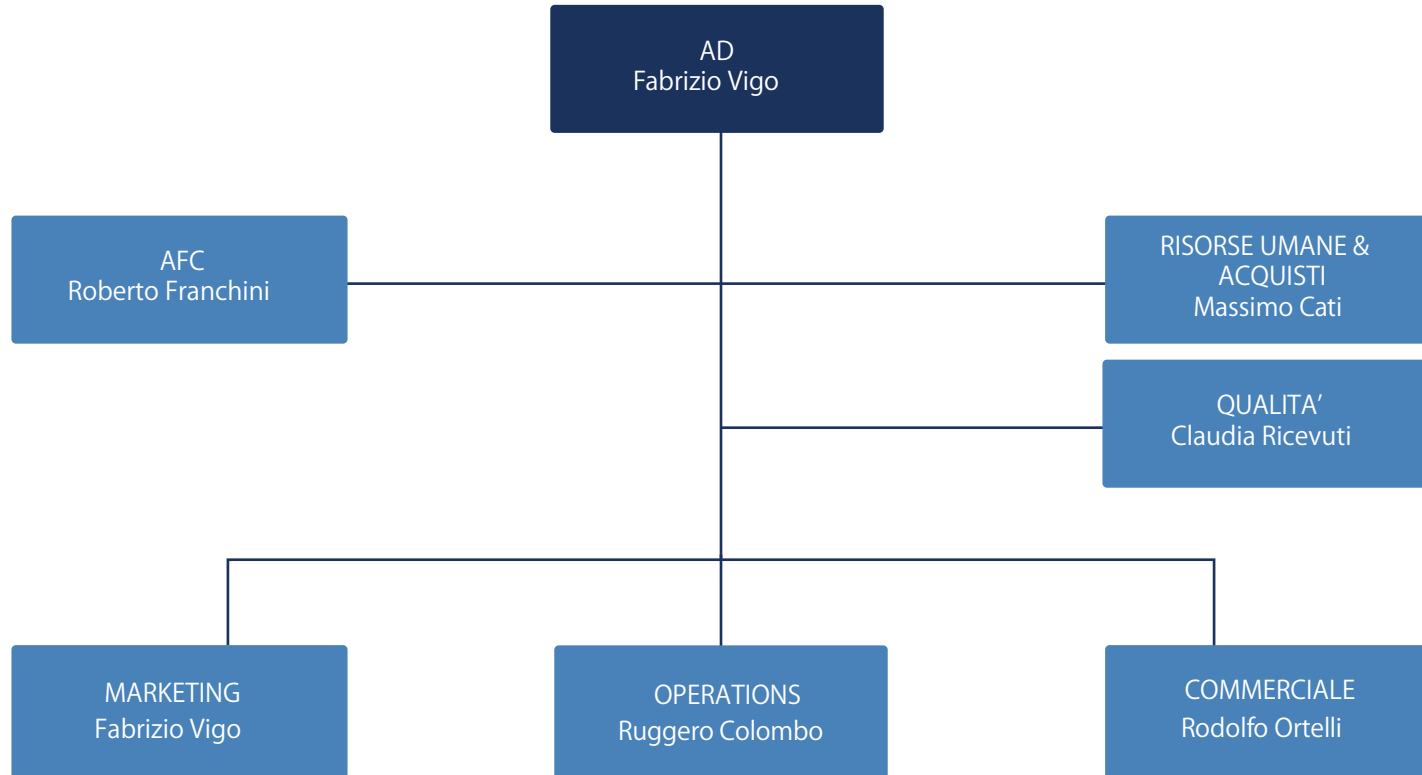 AD
Fabrizio Vigo
AFC
Roberto Franchini
RISORSE UMANE &
ACQUISTI
Massimo Cati
QUALITA’
Claudia Ricevuti
MARKETING
Fabrizio Vigo
OPERATIONS
Ruggero Colombo
COMMERCIALE
Rodolfo Ortelli